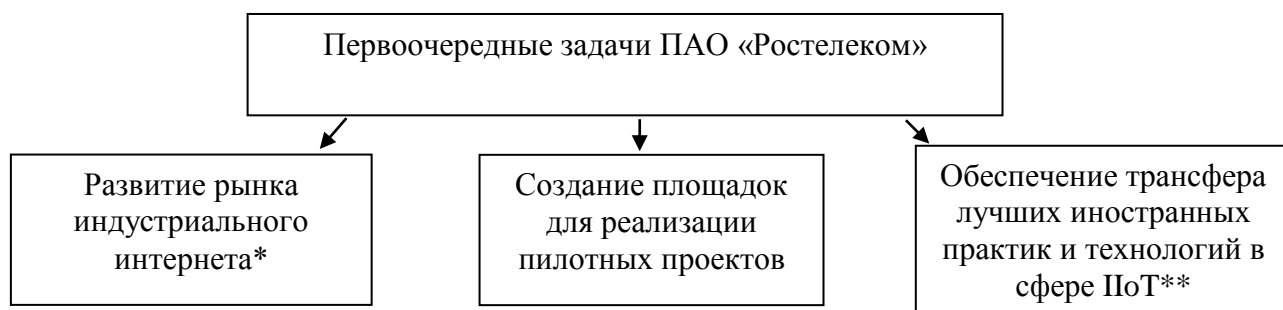 Первоочередные задачи ПАО «Ростелеком»
Развитие рынка
индустриального
интернета*
Создание площадок
для реализации
пилотных проектов
Обеспечение трансфера
лучших иностранных
практик и технологий в
сфере IIoT**